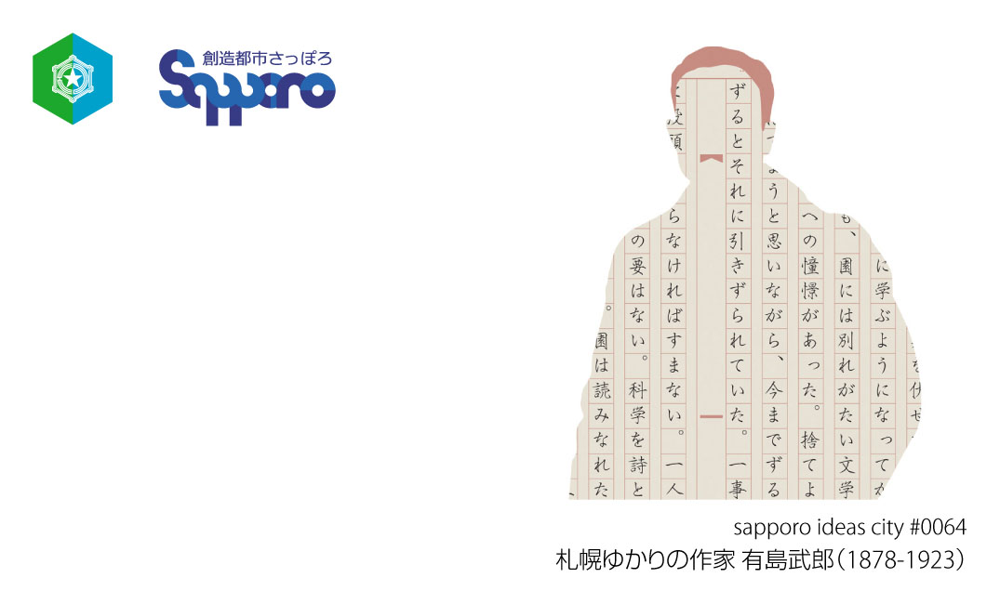 創造都市さっぽろ
Sapporo
を伏せ
に学ぶようになって
も、園には別れがたい文学
への憧憬があった。捨てよ
ようと思いながら、今までずる
ずるとそれに引きずられていた。一事
に没頭
らなければすまない。一人
の要はない。科学を詩と
。園は読みなれた
sapporo ideas city #0064
札幌ゆかりの作家 有島武郎（1878-1923）